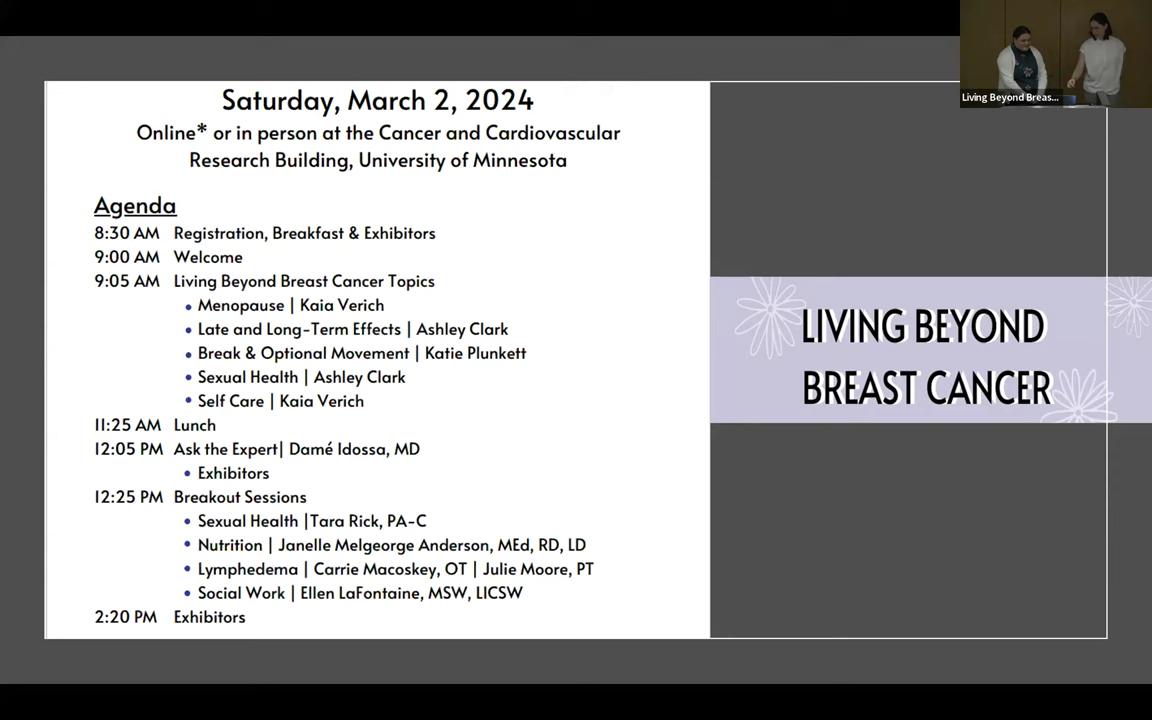 Saturday, March 2, 2024
Online* or in person at the Cancer and Cardiovascular
Research Building, University of Minnesota
Agenda
8:30 AM Registration, Breakfast & Exhibitors
9:00 AM Welcome
9:05 AM Living Beyond Breast Cancer Topics
• Menopause | Kaia Verich
• Late and Long-Term Effects | Ashley Clark
• Break & Optional Movement | Katie Plunkett
• Sexual Health | Ashley Clark
• Self Care | Kaia Verich
11:25 AM Lunch
12:05 PM Ask the Expert| Damé Idossa, MD
• Exhibitors
12:25 PM Breakout Sessions
• Sexual Health |Tara Rick, PA-C
• Nutrition | Janelle Melgeorge Anderson, MEd, RD, LD
• Lymphedema | Carrie Macoskey, OT | Julie Moore, PT
• Social Work | Ellen LaFontaine, MSW, LICSW
2:20 PM Exhibitors
LIVING BEYOND
BREAST CANCER
Living Beyond Breas...